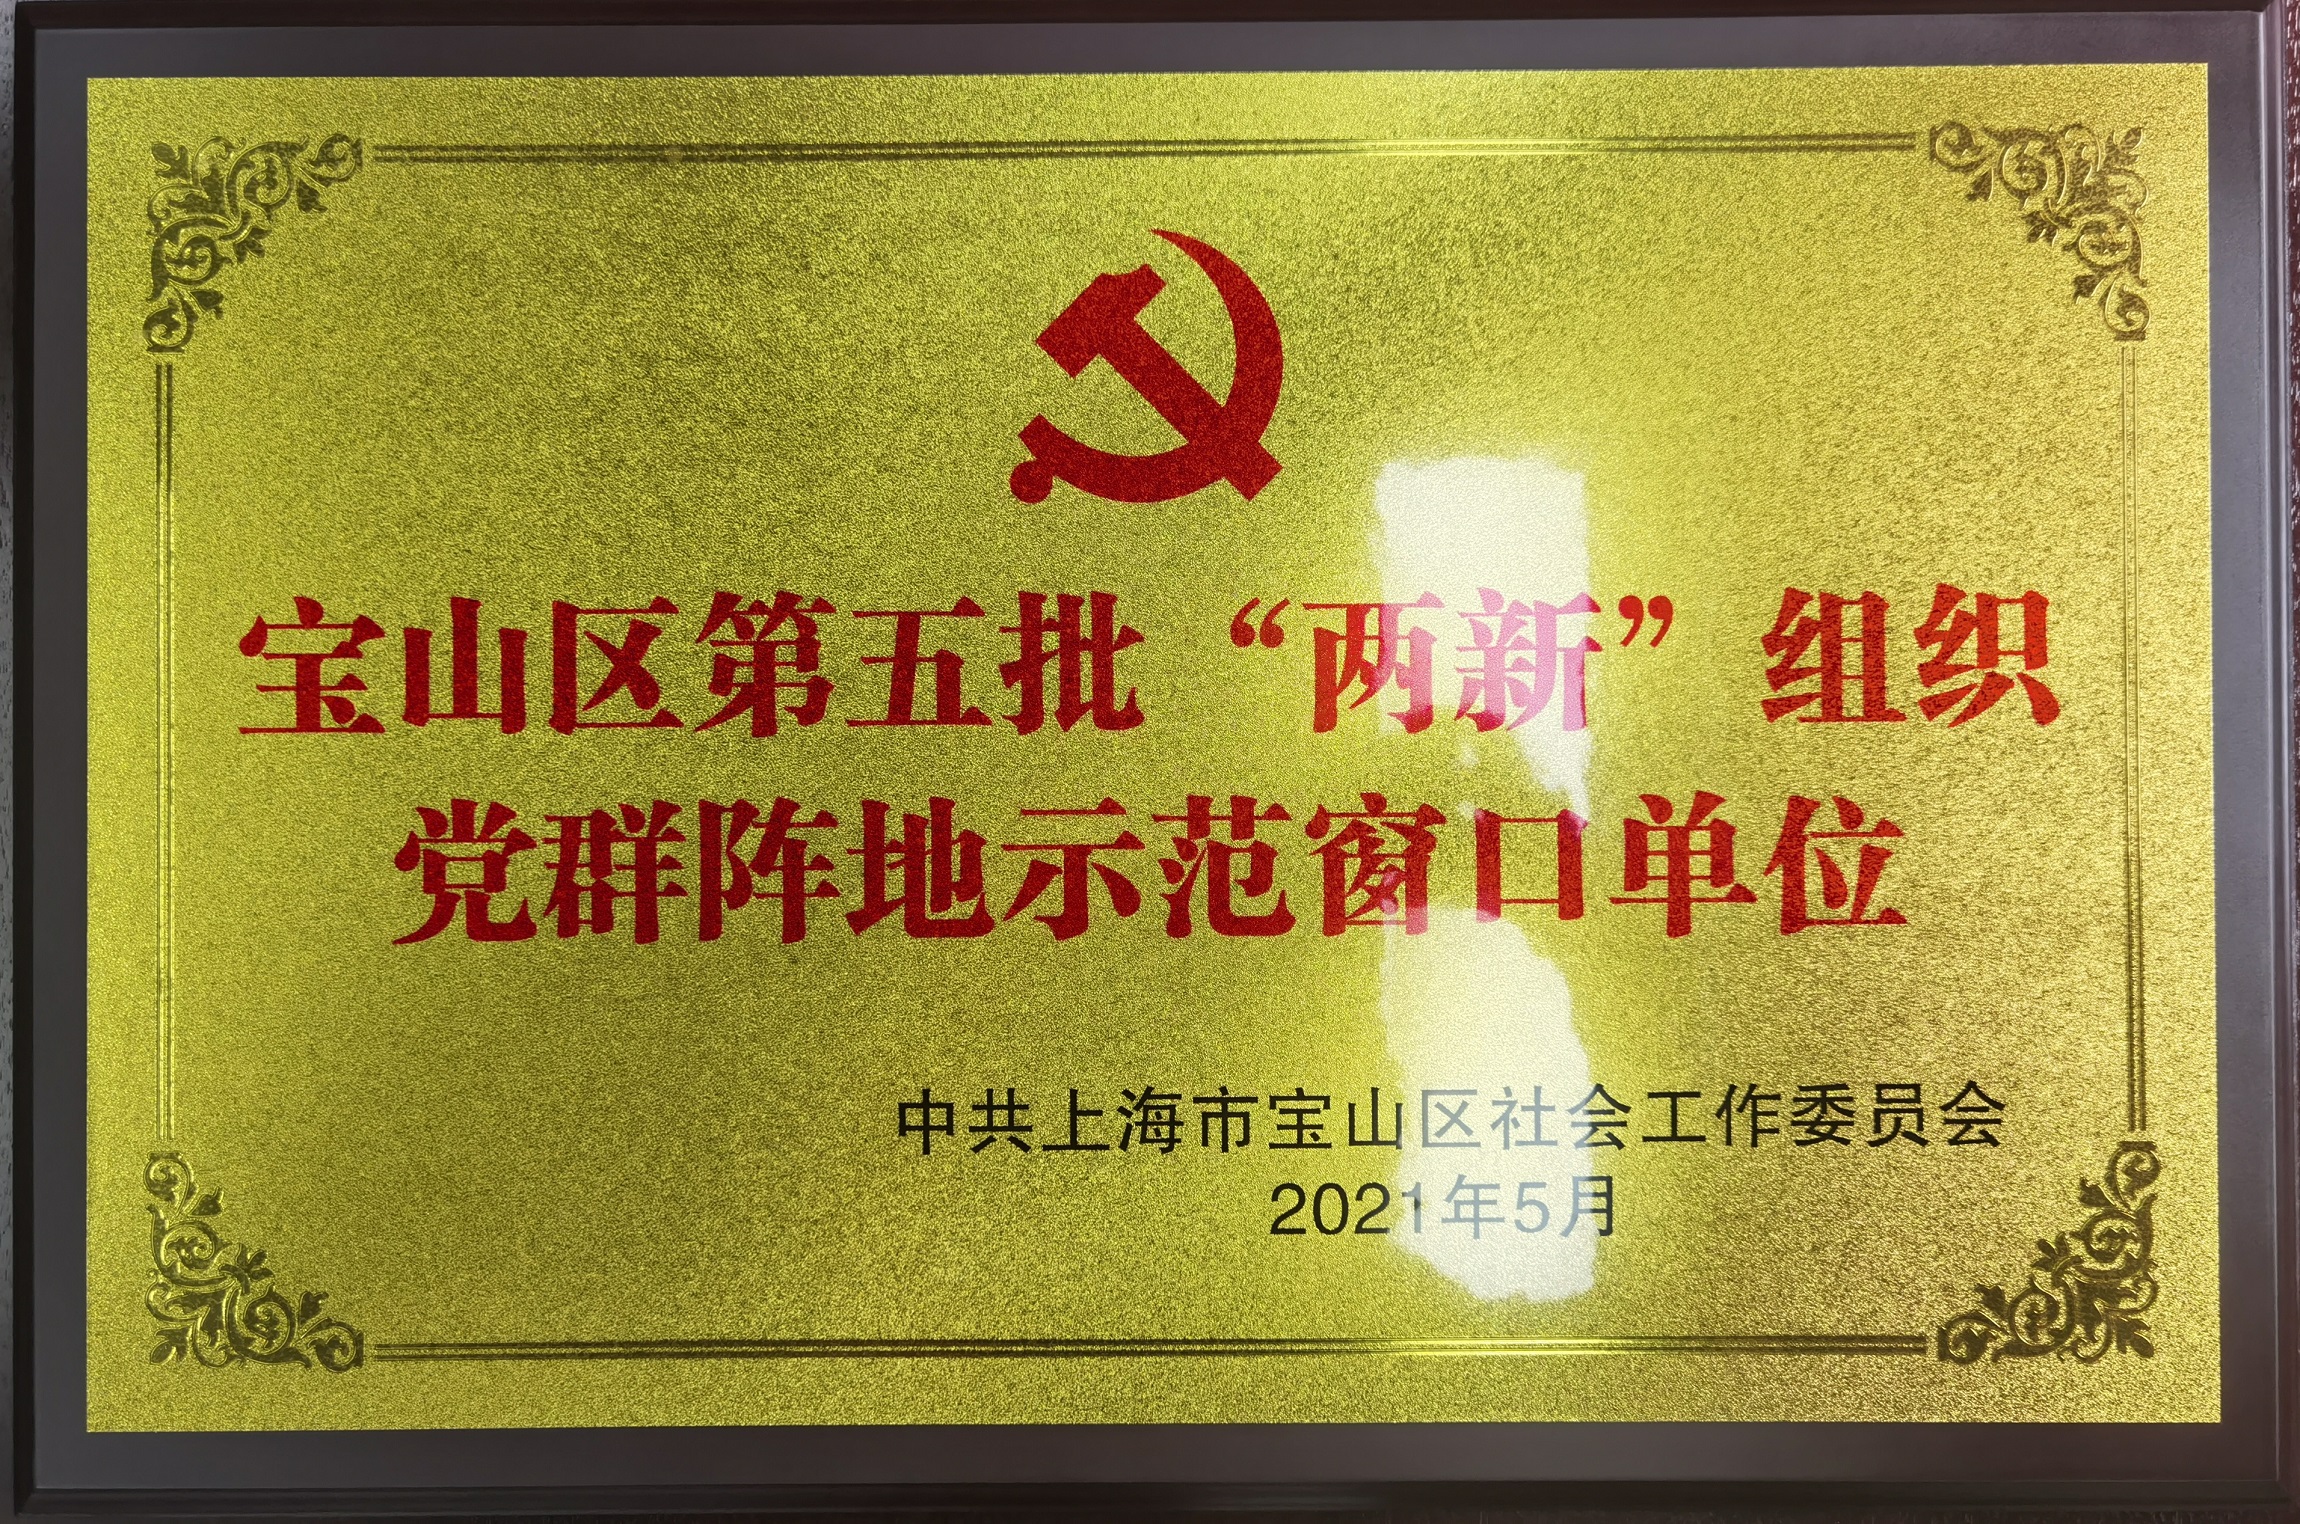 宝山区第五批“两新”组织
党群阵地示范窗口单位
中共上海市宝山区社会工作委员会
2021年5月